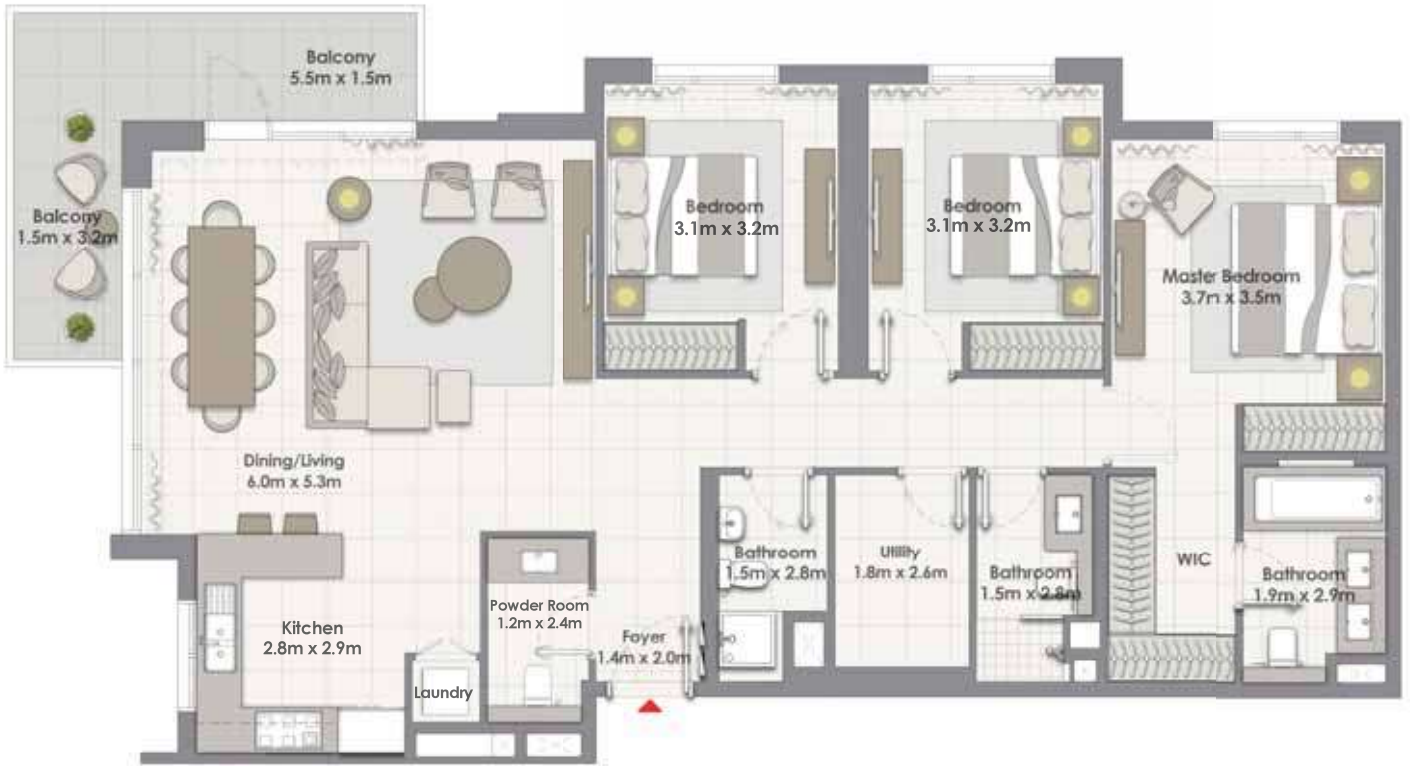 Balcony
5.5m x 1.5m
Balcony
1.5m x 3.2m
Bedroom
3.1m x 3.2m
Bedroom
3.1m x 3.2m
Master Bedroom
3.7m x 3.5m
Dining/Living
6.0m x 5.3m
Bathroom
1.5m x 2.8m
Utility
1.8m x 2.6m
Bathroom
1.5m x 2.8m
WIC
Bathroom
1.9m x 2.9m
Powder Room
1.2m x 2.4m
Kitchen
2.8m x 2.9m
Foyer
1.4m x 2.0m
Laundry